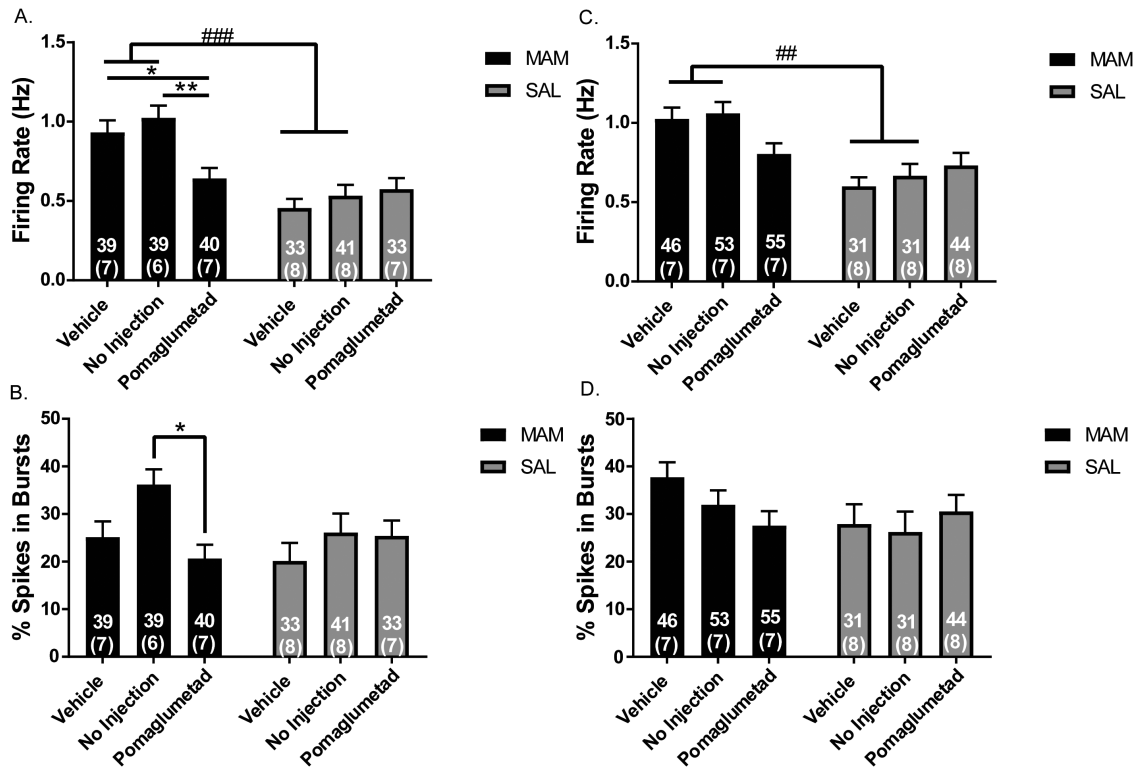 A.
###
1.5
*
**
1.0
0.5
0.0
Firing Rate (Hz)
39 39 40 33 41 33
(7) (6) (7) (8) (8) (7)
Vehicle
No Injection
Pomaglumetad
Vehicle
No Injection
Pomaglumetad
MAM
SAL
C.
##
1.5
1.0
0.5
0.0
Firing Rate (Hz)
46 53 55 31 31 44
(7) (7) (7) (8) (8) (8)
Vehicle
No Injection
Pomaglumetad
Vehicle
No Injection
Pomaglumetad
MAM
SAL
B.
*
50
40
30
20
10
0
% Spikes in Bursts
39 39 40 33 41 33
(7) (6) (7) (8) (8) (7)
Vehicle
No Injection
Pomaglumetad
Vehicle
No Injection
Pomaglumetad
MAM
SAL
D.
50
40
30
20
10
0
% Spikes in Bursts
46 53 55 31 31 44
(7) (7) (7) (8) (8) (8)
Vehicle
No Injection
Pomaglumetad
Vehicle
No Injection
Pomaglumetad
MAM
SAL